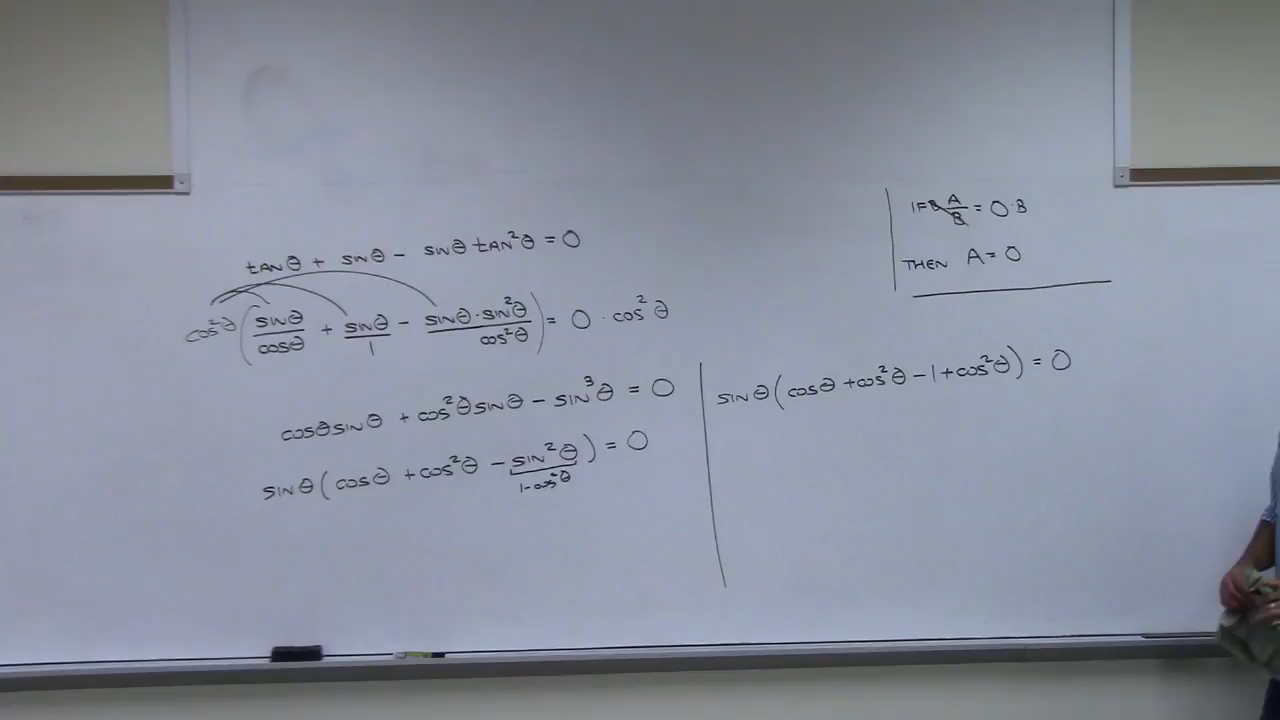 tanθ + sinθ - sinθ tan²θ = 0
cos²θ ( sinθ/cosθ + sinθ/1 - sinθ·sin²θ/cos²θ ) = 0 · cos²θ
cosθsinθ + cos²θsinθ - sin³θ = 0
sinθ(cosθ + cos²θ - sin²θ) = 0
1-cos²θ
IF B A/B = 0·B
THEN A = 0
sinθ(cosθ + cos²θ - 1 + cos²θ) = 0